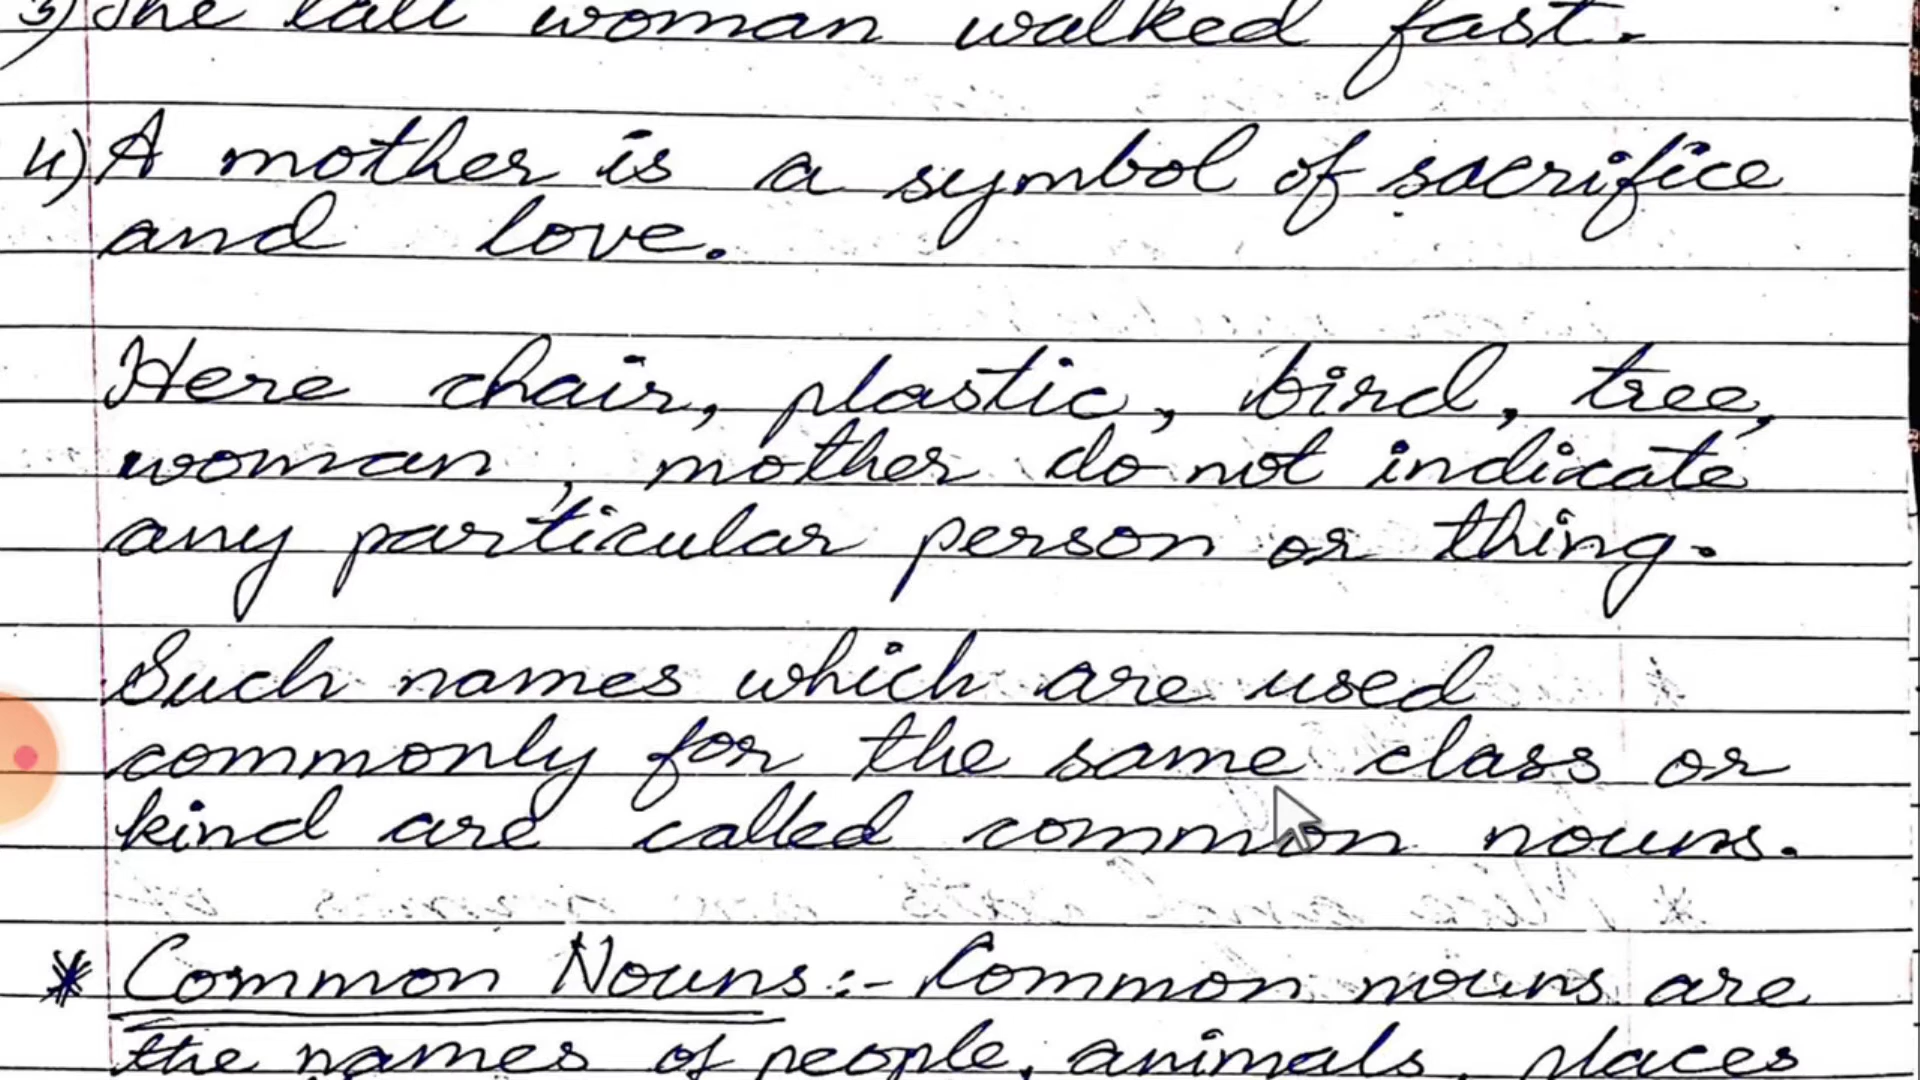 3) The tall woman walked fast.
4) A mother is a symbol of sacrifice
and love.
Here chair, plastic, bird, tree,
woman, mother do not indicate
any particular person or thing.
Such names which are used
commonly for the same class or
kind are called common nouns.
* Common Nouns:- Common nouns are
the names of people, animals, places